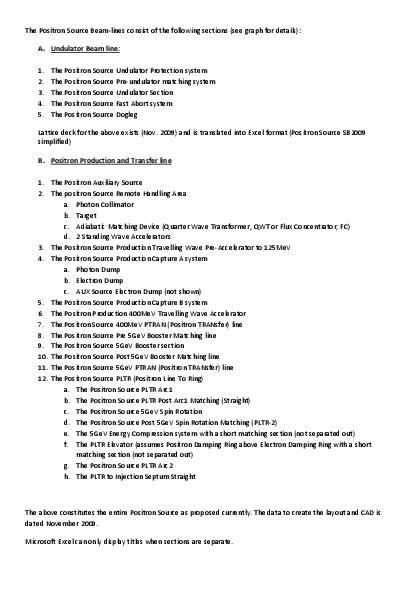 The Positron Source Beam-lines consist of the following sections (see graph for details):
A. Undulator Beam line:
1. The Positron Source Undulator Protection system
2. The Positron Source Pre-undulator matching system
3. The Positron Source Undulator Section
4. The Positron Source Fast Abort system
5. The Positron Source Dogleg
Lattice deck for the above exists (Nov. 2009) and is translated into Excel format (Positron Source SB2009
simplified)
B. Positron Production and Transfer line
1. The Positron Auxiliary Source
2. The positron Source Remote Handling Area
a. Photon Collimator
b. Target
c. Adiabatic Matching Device (Quarter Wave Transformer, QWT or Flux Concentrator, FC)
d. 2 Standing Wave Accelerators
3. The Positron Source Production Travelling Wave Pre-Accelerator to 125MeV
4. The Positron Source Production Capture A system
a. Photon Dump
b. Electron Dump
c. AUX Source Electron Dump (not shown)
5. The Positron Source Production Capture B system
6. The Positron Production 400MeV Travelling Wave Accelerator
7. The Positron Source 400MeV PTRAN (Positron TRANsfer) line
8. The Positron Source Pre 5GeV Booster Matching line
9. The Positron Source 5GeV Booster section
10. The Positron Source Post 5GeV Booster Matching line
11. The Positron Source 5GeV PTRAN (Positron TRANsfer) line
12. The Positron Source PLTR (Positron Line To Ring)
a. The Positron Source PLTR Arc1
b. The Positron Source PLTR Post Arc1 Matching (Straight)
c. The Positron Source 5GeV Spin Rotation
d. The Positron Source Post 5GeV Spin Rotation Matching (PLTR-2)
e. The 5GeV Energy Compression system with a short matching section (not separated out)
f. The PLTR Elevator (assumes Positron Damping Ring above Electron Damping Ring with a short
matching section (not separated out)
g. The Positron Source PLTR Arc 2
h. The PLTR to Injection Septum Straight
The above constitutes the entire Positron Source as proposed currently. The data to create the layout and CAD is
dated November 2009.
Microsoft Excel can only display titles when sections are separate.